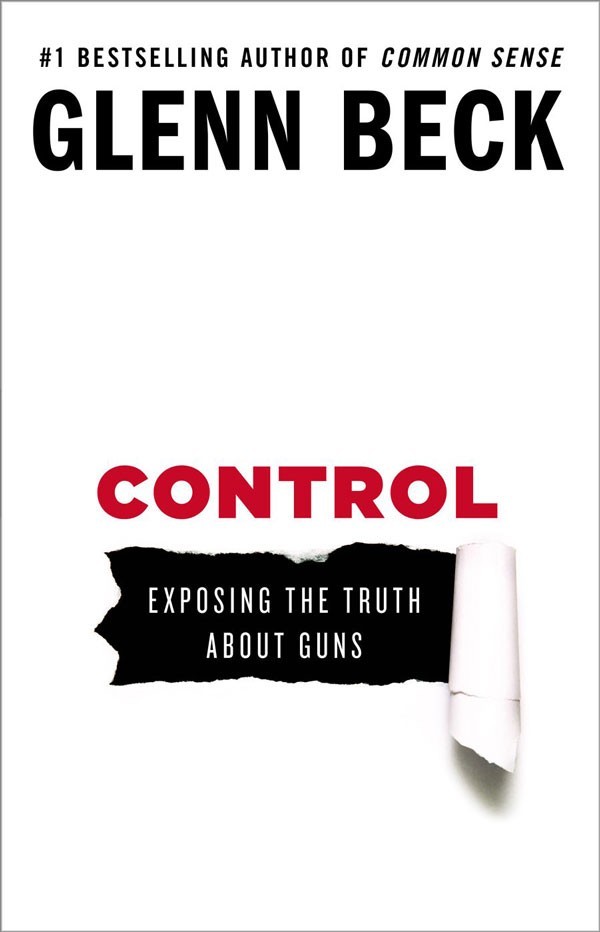 #1 BESTSELLING AUTHOR OF COMMON SENSE
GLENN BECK
CONTROL
EXPOSING THE TRUTH
ABOUT GUNS